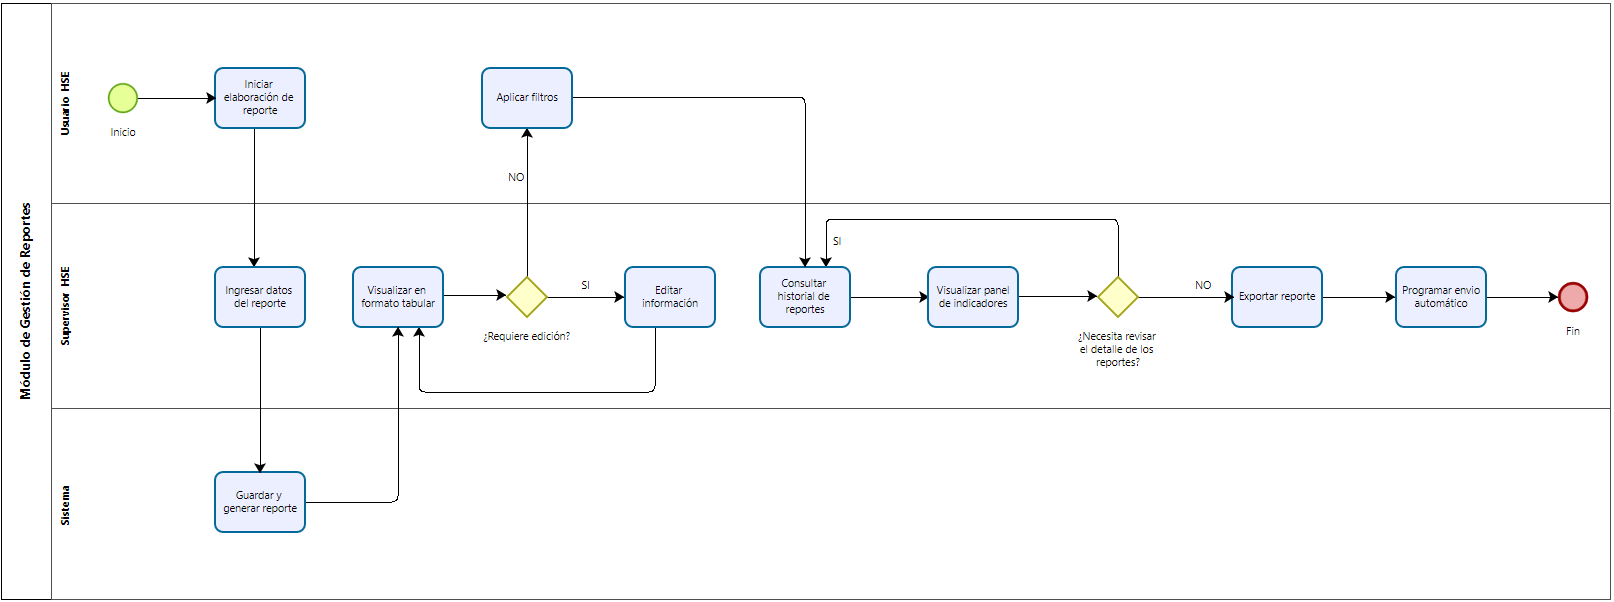 Módulo de Gestión de Reportes
Usuario HSE
Inicio
Iniciar
elaboración de
reporte
Aplicar filtros
NO
Supervisor HSE
Ingresar datos
del reporte
Visualizar en
formato tabular
¿Requiere edición?
SI
Editar
información
Consultar
historial de
reportes
SI
Visualizar panel
de indicadores
¿Necesita revisar
el detalle de los
reportes?
NO
Exportar reporte
Programar envio
automático
Fin
Sistema
Guardar y
generar reporte